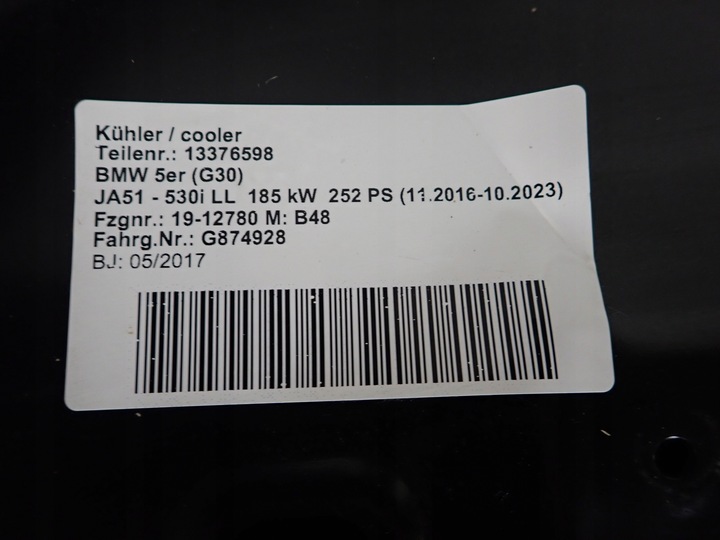 Kühler / cooler
Teilenr.: 13376598
BMW 5er (G30)
JA51 - 530i LL 185 kW 252 PS (11.2016-10.2023)
Fzgnr.: 19-12780 M: B48
Fahrg.Nr.: G874928
BJ: 05/2017